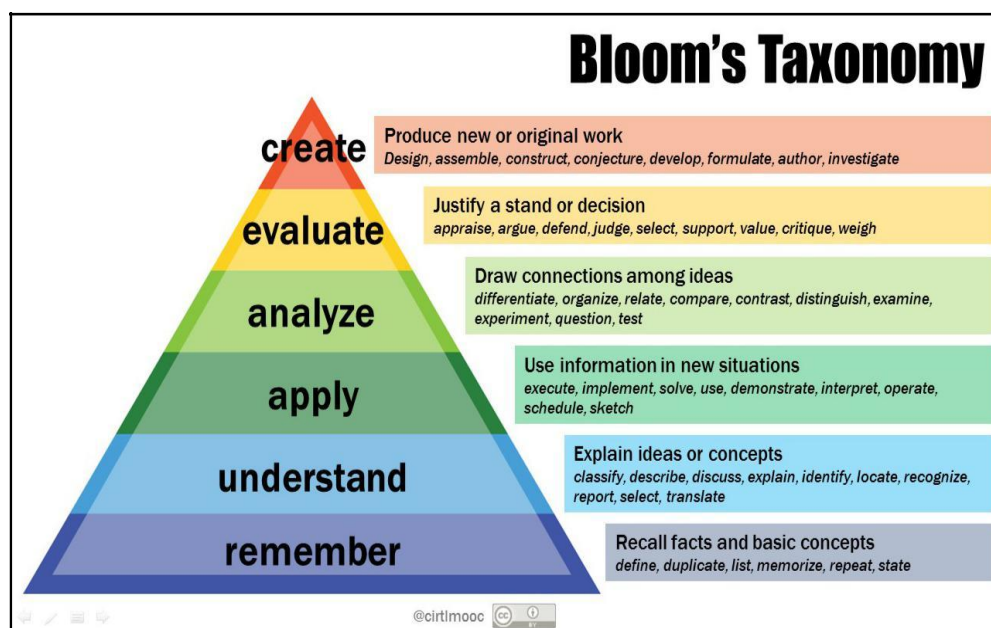 Bloom's Taxonomy
create
Produce new or original work
Design, assemble, construct, conjecture, develop, formulate, author, investigate
evaluate
Justify a stand or decision
appraise, argue, defend, judge, select, support, value, critique, weigh
analyze
Draw connections among ideas
differentiate, organize, relate, compare, contrast, distinguish, examine,
experiment, question, test
apply
Use information in new situations
execute, implement, solve, use, demonstrate, interpret, operate,
schedule, sketch
understand
Explain ideas or concepts
classify, describe, discuss, explain, identify, locate, recognize,
report, select, translate
remember
Recall facts and basic concepts
define, duplicate, list, memorize, repeat, state
@cirtlmooc
cc
BY